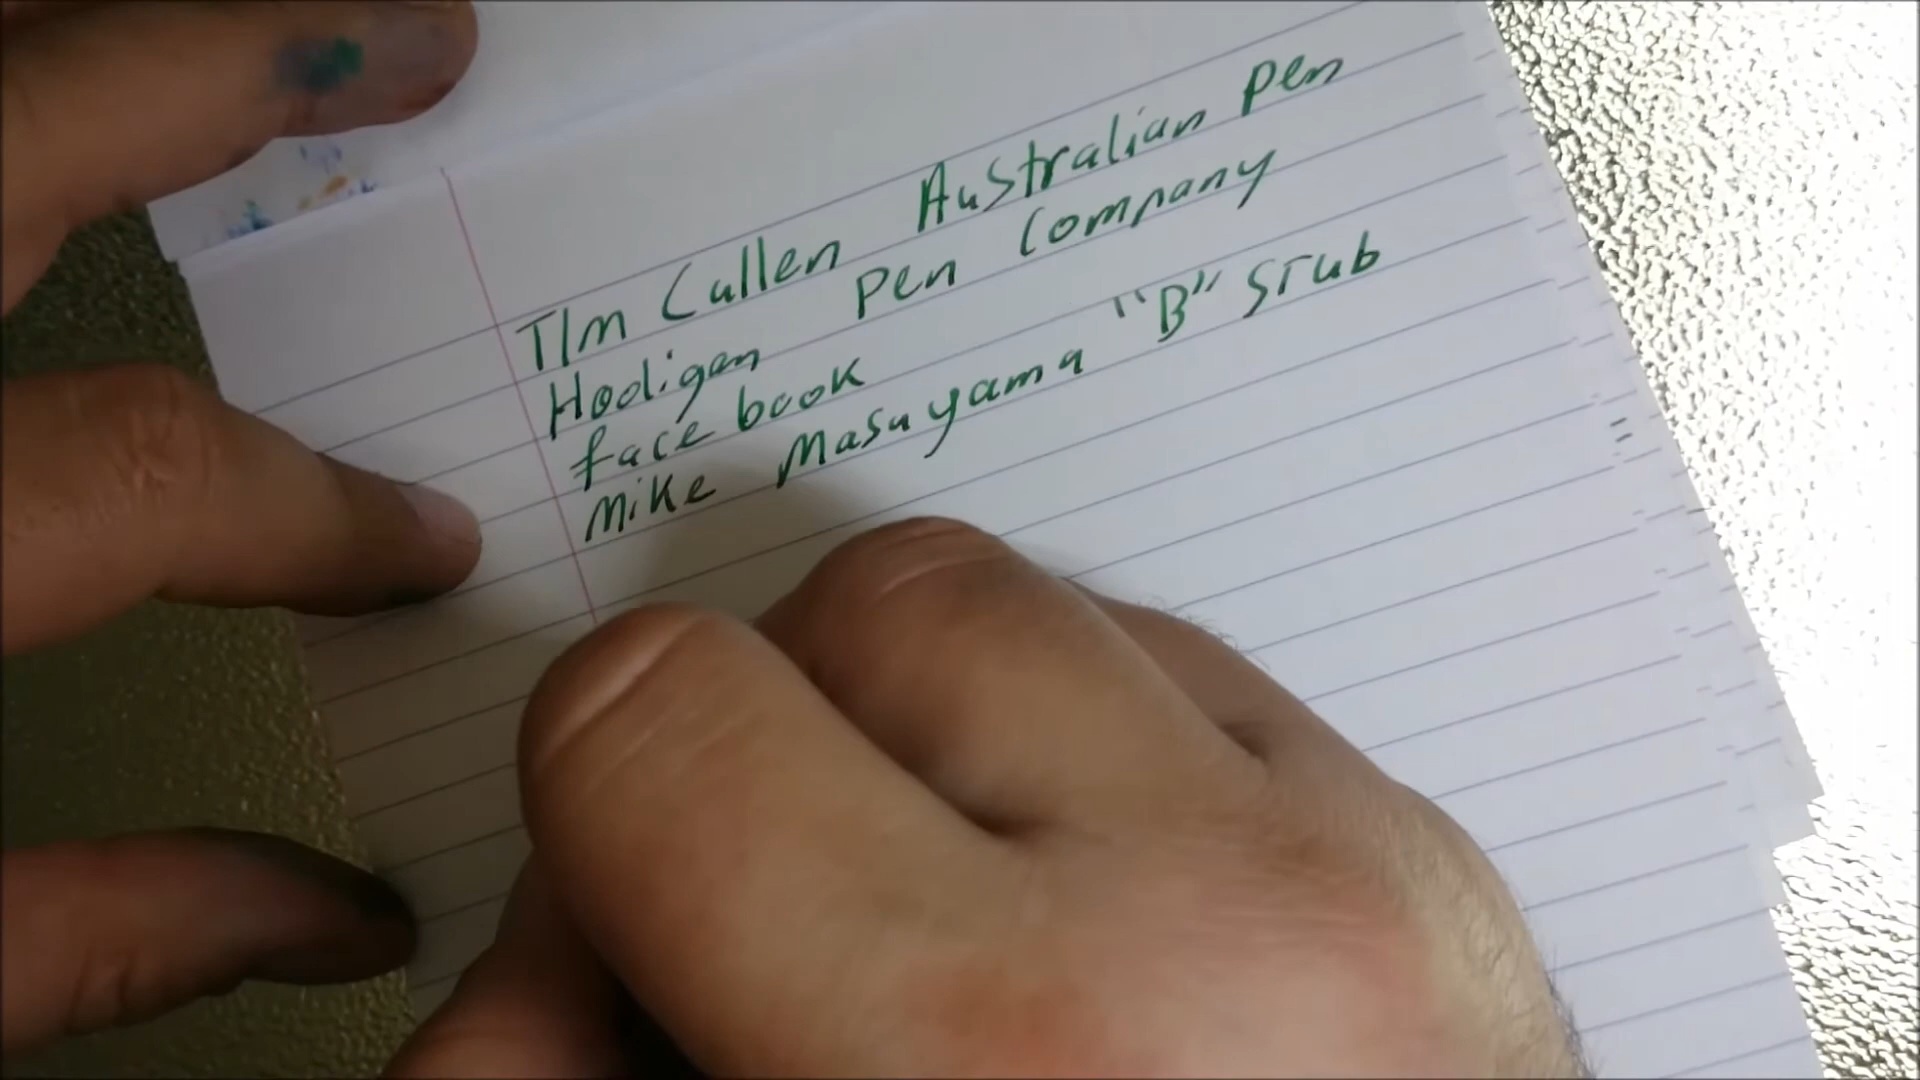 TIm Cullen Australian Pen
Hooligan Pen Company
face book
Mike Masuyama "B" STub